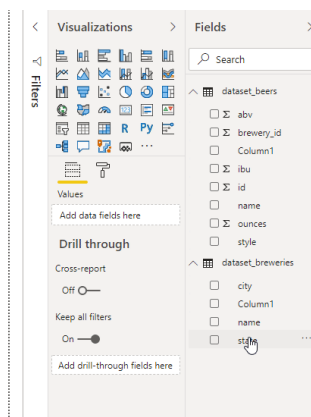 Visualizations
Filters
R
Py
Values
Add data fields here
Drill through
Cross-report
Off
Keep all filters
On
Add drill-through fields here
Fields
Search
dataset_beers
Σ abv
Σ brewery_id
Column1
Σ ibu
Σ id
name
Σ ounces
style
dataset_breweries
city
Column1
name
state